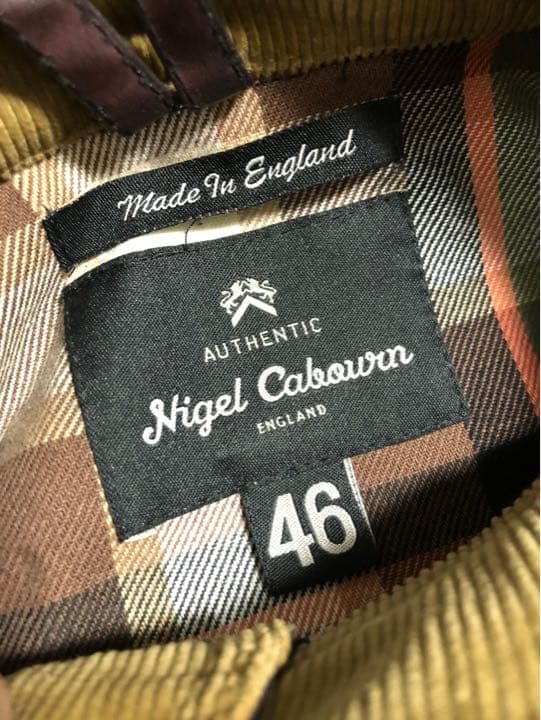 Made In England
AUTHENTIC
Nigel Cabourn
ENGLAND
46